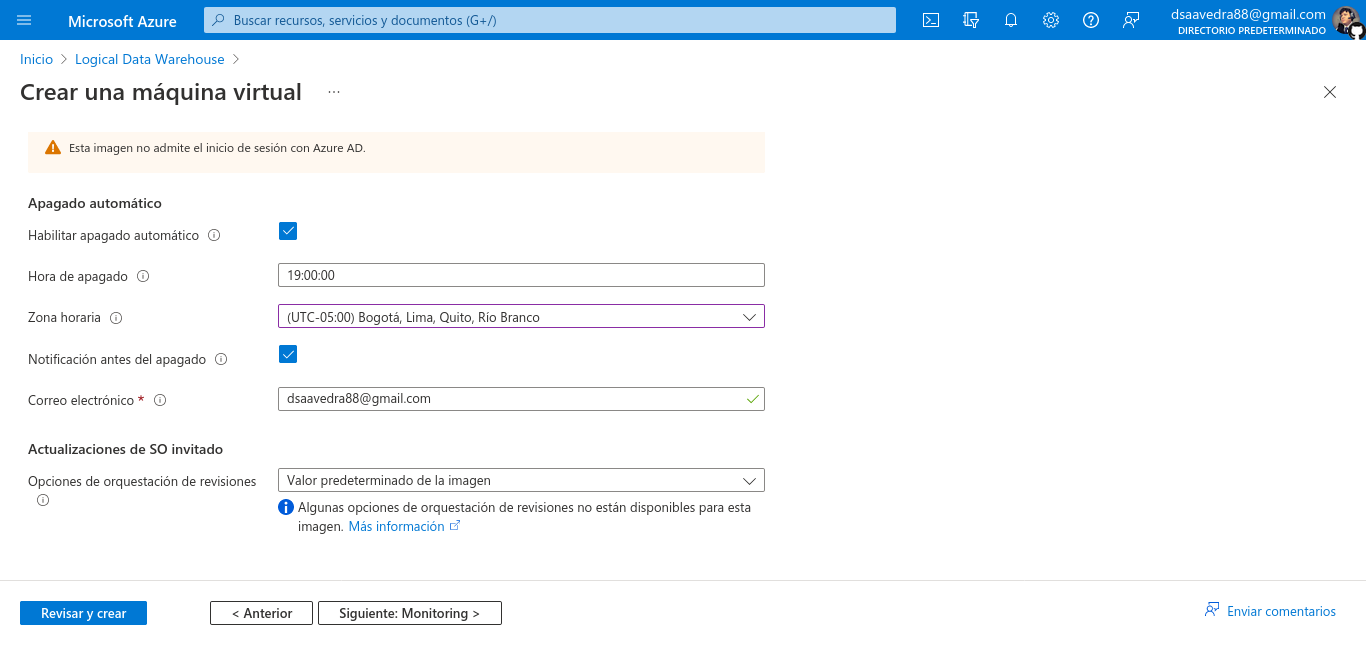 Microsoft Azure
Buscar recursos, servicios y documentos (G+/)
dsaavedra88@gmail.com
DIRECTORIO PREDETERMINADO
Inicio > Logical Data Warehouse >
Crear una máquina virtual ...
Esta imagen no admite el inicio de sesión con Azure AD.
Apagado automático
Habilitar apagado automático
Hora de apagado
19:00:00
Zona horaria
(UTC-05:00) Bogotá, Lima, Quito, Río Branco
Notificación antes del apagado
Correo electrónico *
dsaavedra88@gmail.com
Actualizaciones de SO invitado
Opciones de orquestación de revisiones
Valor predeterminado de la imagen
Algunas opciones de orquestación de revisiones no están disponibles para esta
imagen. Más información
Revisar y crear
< Anterior
Siguiente: Monitoring >
Enviar comentarios